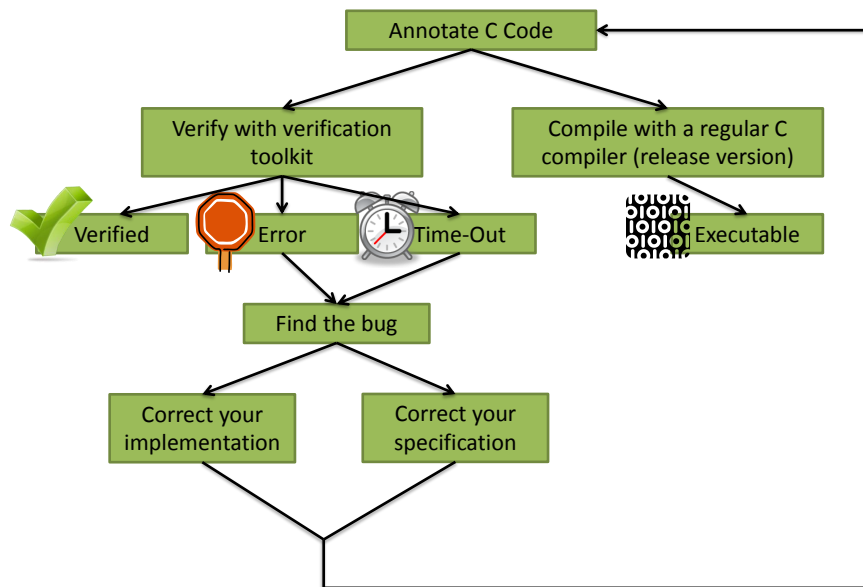 Annotate C Code
Verify with verification
toolkit
Compile with a regular C
compiler (release version)
Verified
Error
Time-Out
Executable
Find the bug
Correct your
implementation
Correct your
specification